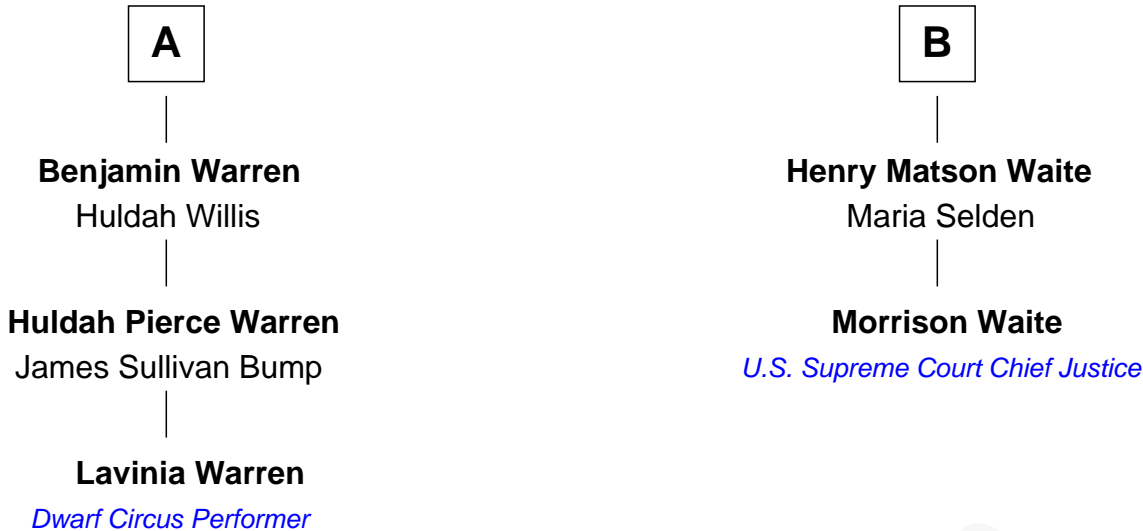 A
Benjamin Warren
Huldah Willis
Huldah Pierce Warren
James Sullivan Bump
Lavinia Warren
Dwarf Circus Performer
B
Henry Matson Waite
Maria Selden
Morrison Waite
U.S. Supreme Court Chief Justice